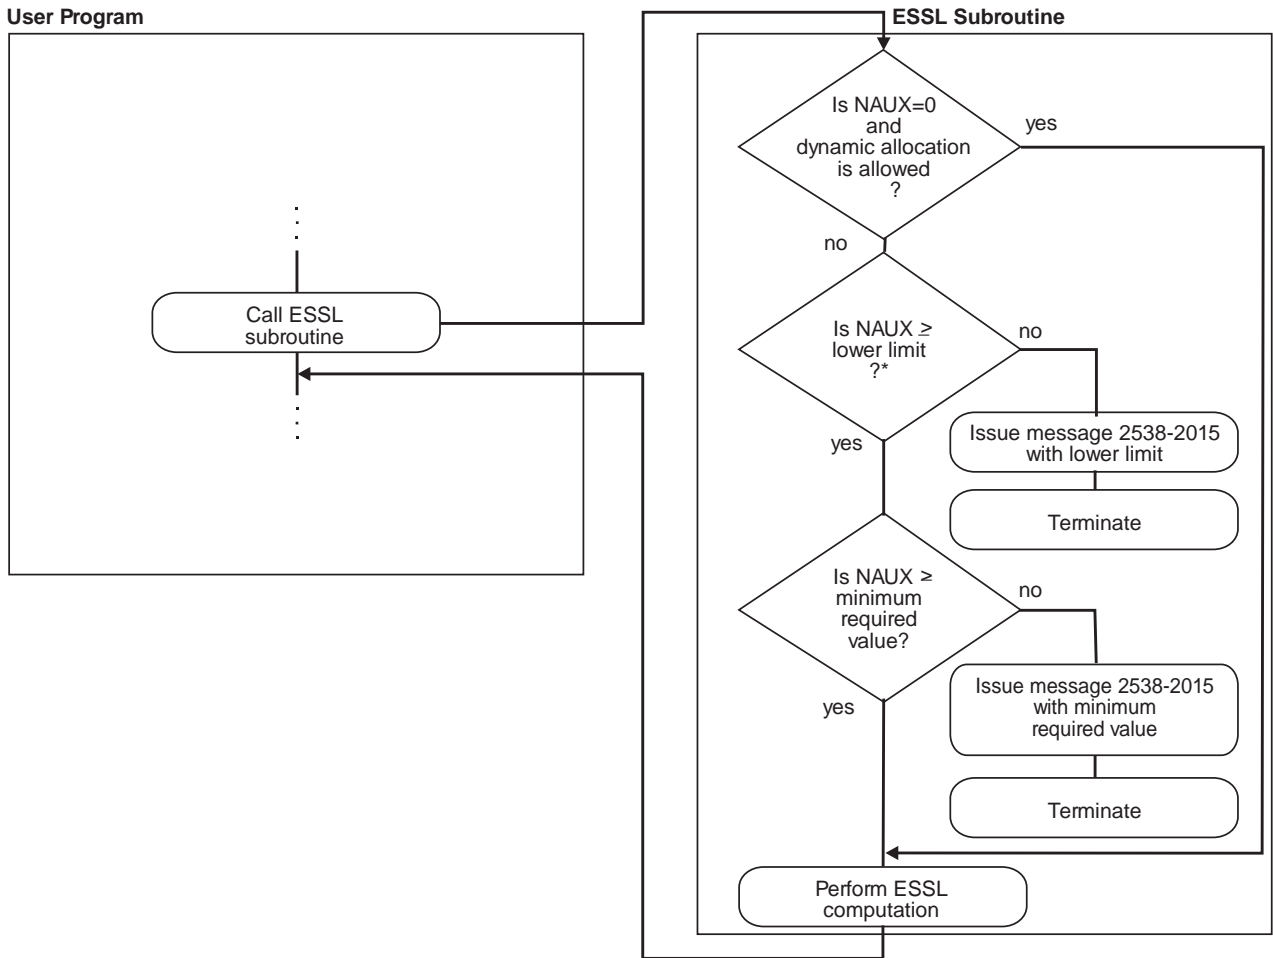 User Program
ESSL Subroutine
Is NAUX=0
and
dynamic allocation
is allowed
?
yes
no
Call ESSL
subroutine
Is NAUX ≥
lower limit
?*
no
yes
Issue message 2538-2015
with lower limit
Terminate
Is NAUX ≥
minimum
required
value?
no
yes
Issue message 2538-2015
with minimum
required value
Terminate
Perform ESSL
computation